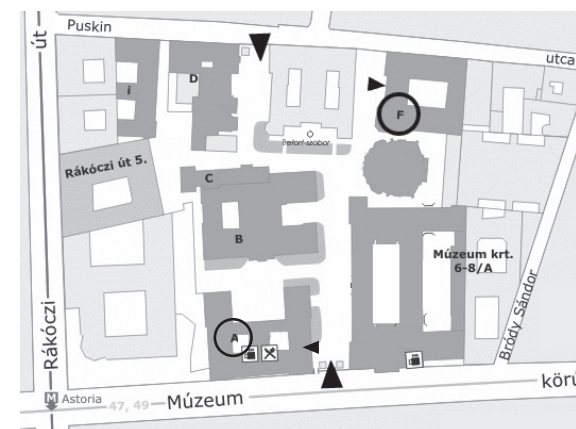 Puskin
utca
út
i
D
F
Trefort-szobor
Rákóczi út 5.
C
B
Múzeum krt.
6-8/A
A
Bródy Sándor
Rákóczi
M Astoria
47, 49
Múzeum
körú